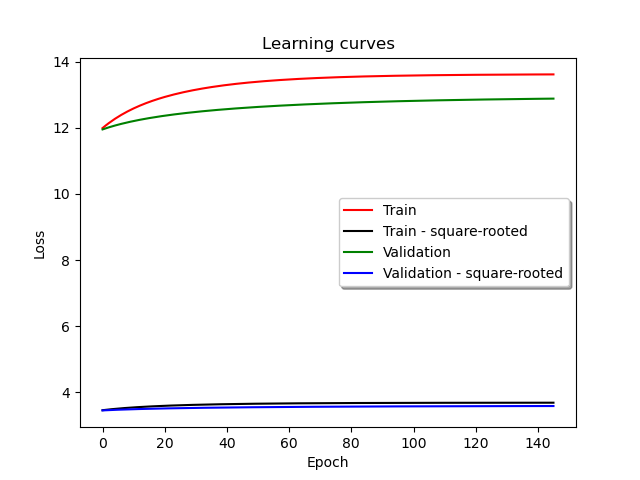 Learning curves
14
12
10
8
6
4
Loss
Train
Train - square-rooted
Validation
Validation - square-rooted
0 20 40 60 80 100 120 140
Epoch